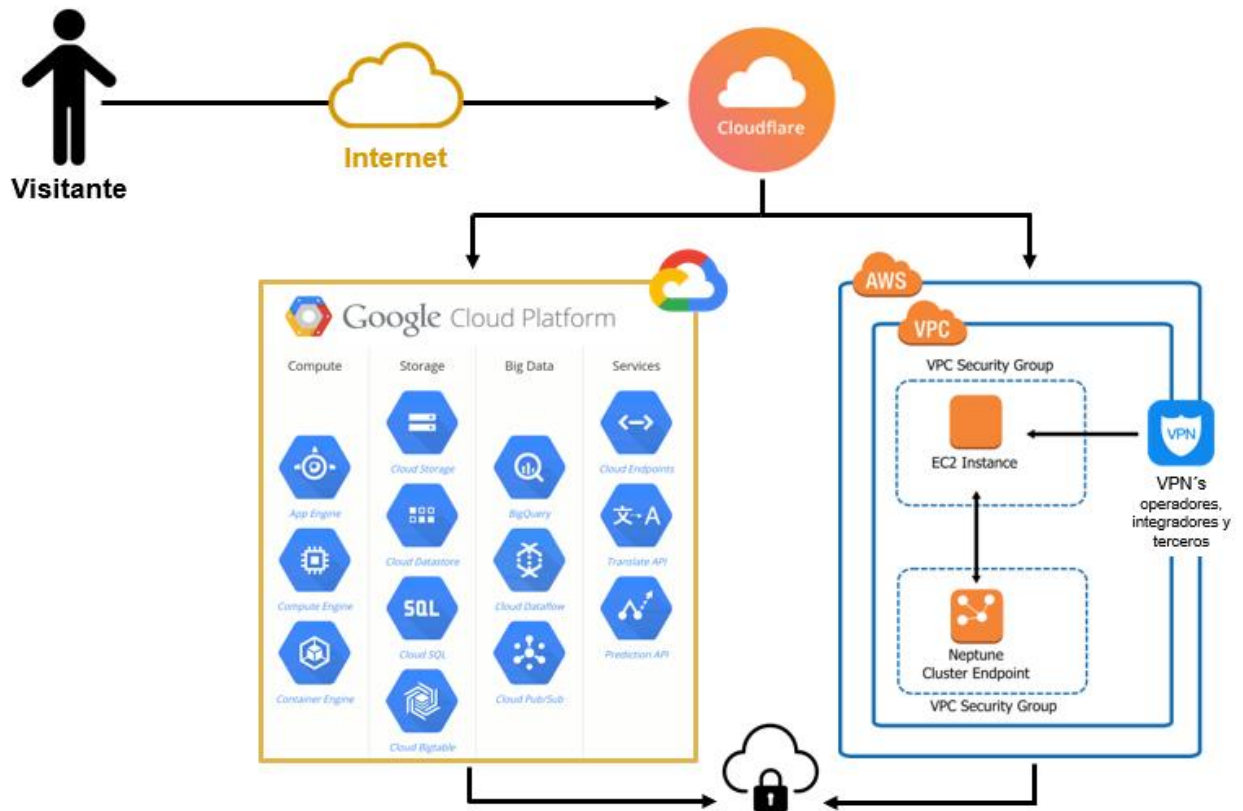 Visitante
Internet
Cloudflare
Google Cloud Platform
Compute
Storage
Big Data
Services
App Engine
Compute Engine
Container Engine
Cloud Storage
Cloud Datastore
SQL
Cloud SQL
Cloud Bigtable
BigQuery
Cloud Dataflow
Cloud Pub/Sub
Cloud Endpoints
文 A
Translate API
Prediction API
AWS
VPC
VPC Security Group
EC2 Instance
Neptune
Cluster Endpoint
VPC Security Group
VPN
VPN´s
operadores,
integradores y
terceros